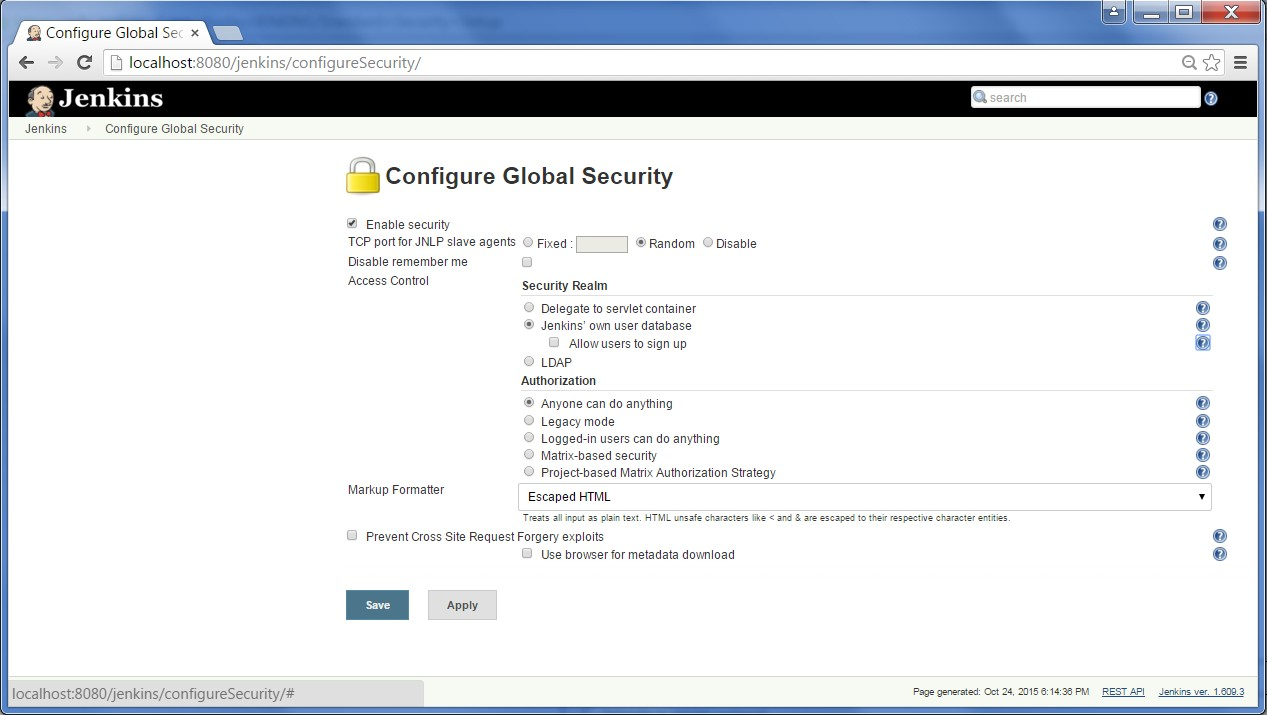 Configure Global Sec
localhost:8080/jenkins/configureSecurity/
Jenkins
search
Jenkins Configure Global Security
Configure Global Security
Enable security
TCP port for JNLP slave agents Fixed : Random Disable
Disable remember me
Access Control
Security Realm
Delegate to servlet container
Jenkins' own user database
Allow users to sign up
LDAP
Authorization
Anyone can do anything
Legacy mode
Logged-in users can do anything
Matrix-based security
Project-based Matrix Authorization Strategy
Markup Formatter
Escaped HTML
Treats all input as plain text. HTML unsafe characters like < and & are escaped to their respective character entities.
Prevent Cross Site Request Forgery exploits
Use browser for metadata download
Save Apply
localhost:8080/jenkins/configureSecurity/#
Page generated: Oct 24, 2015 6:14:36 PM REST API Jenkins ver. 1.609.3